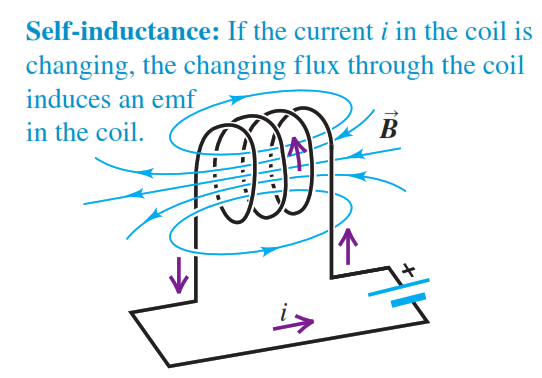 Self-inductance: If the current i in the coil is
changing, the changing flux through the coil
induces an emf
in the coil.
B⃗
+
i